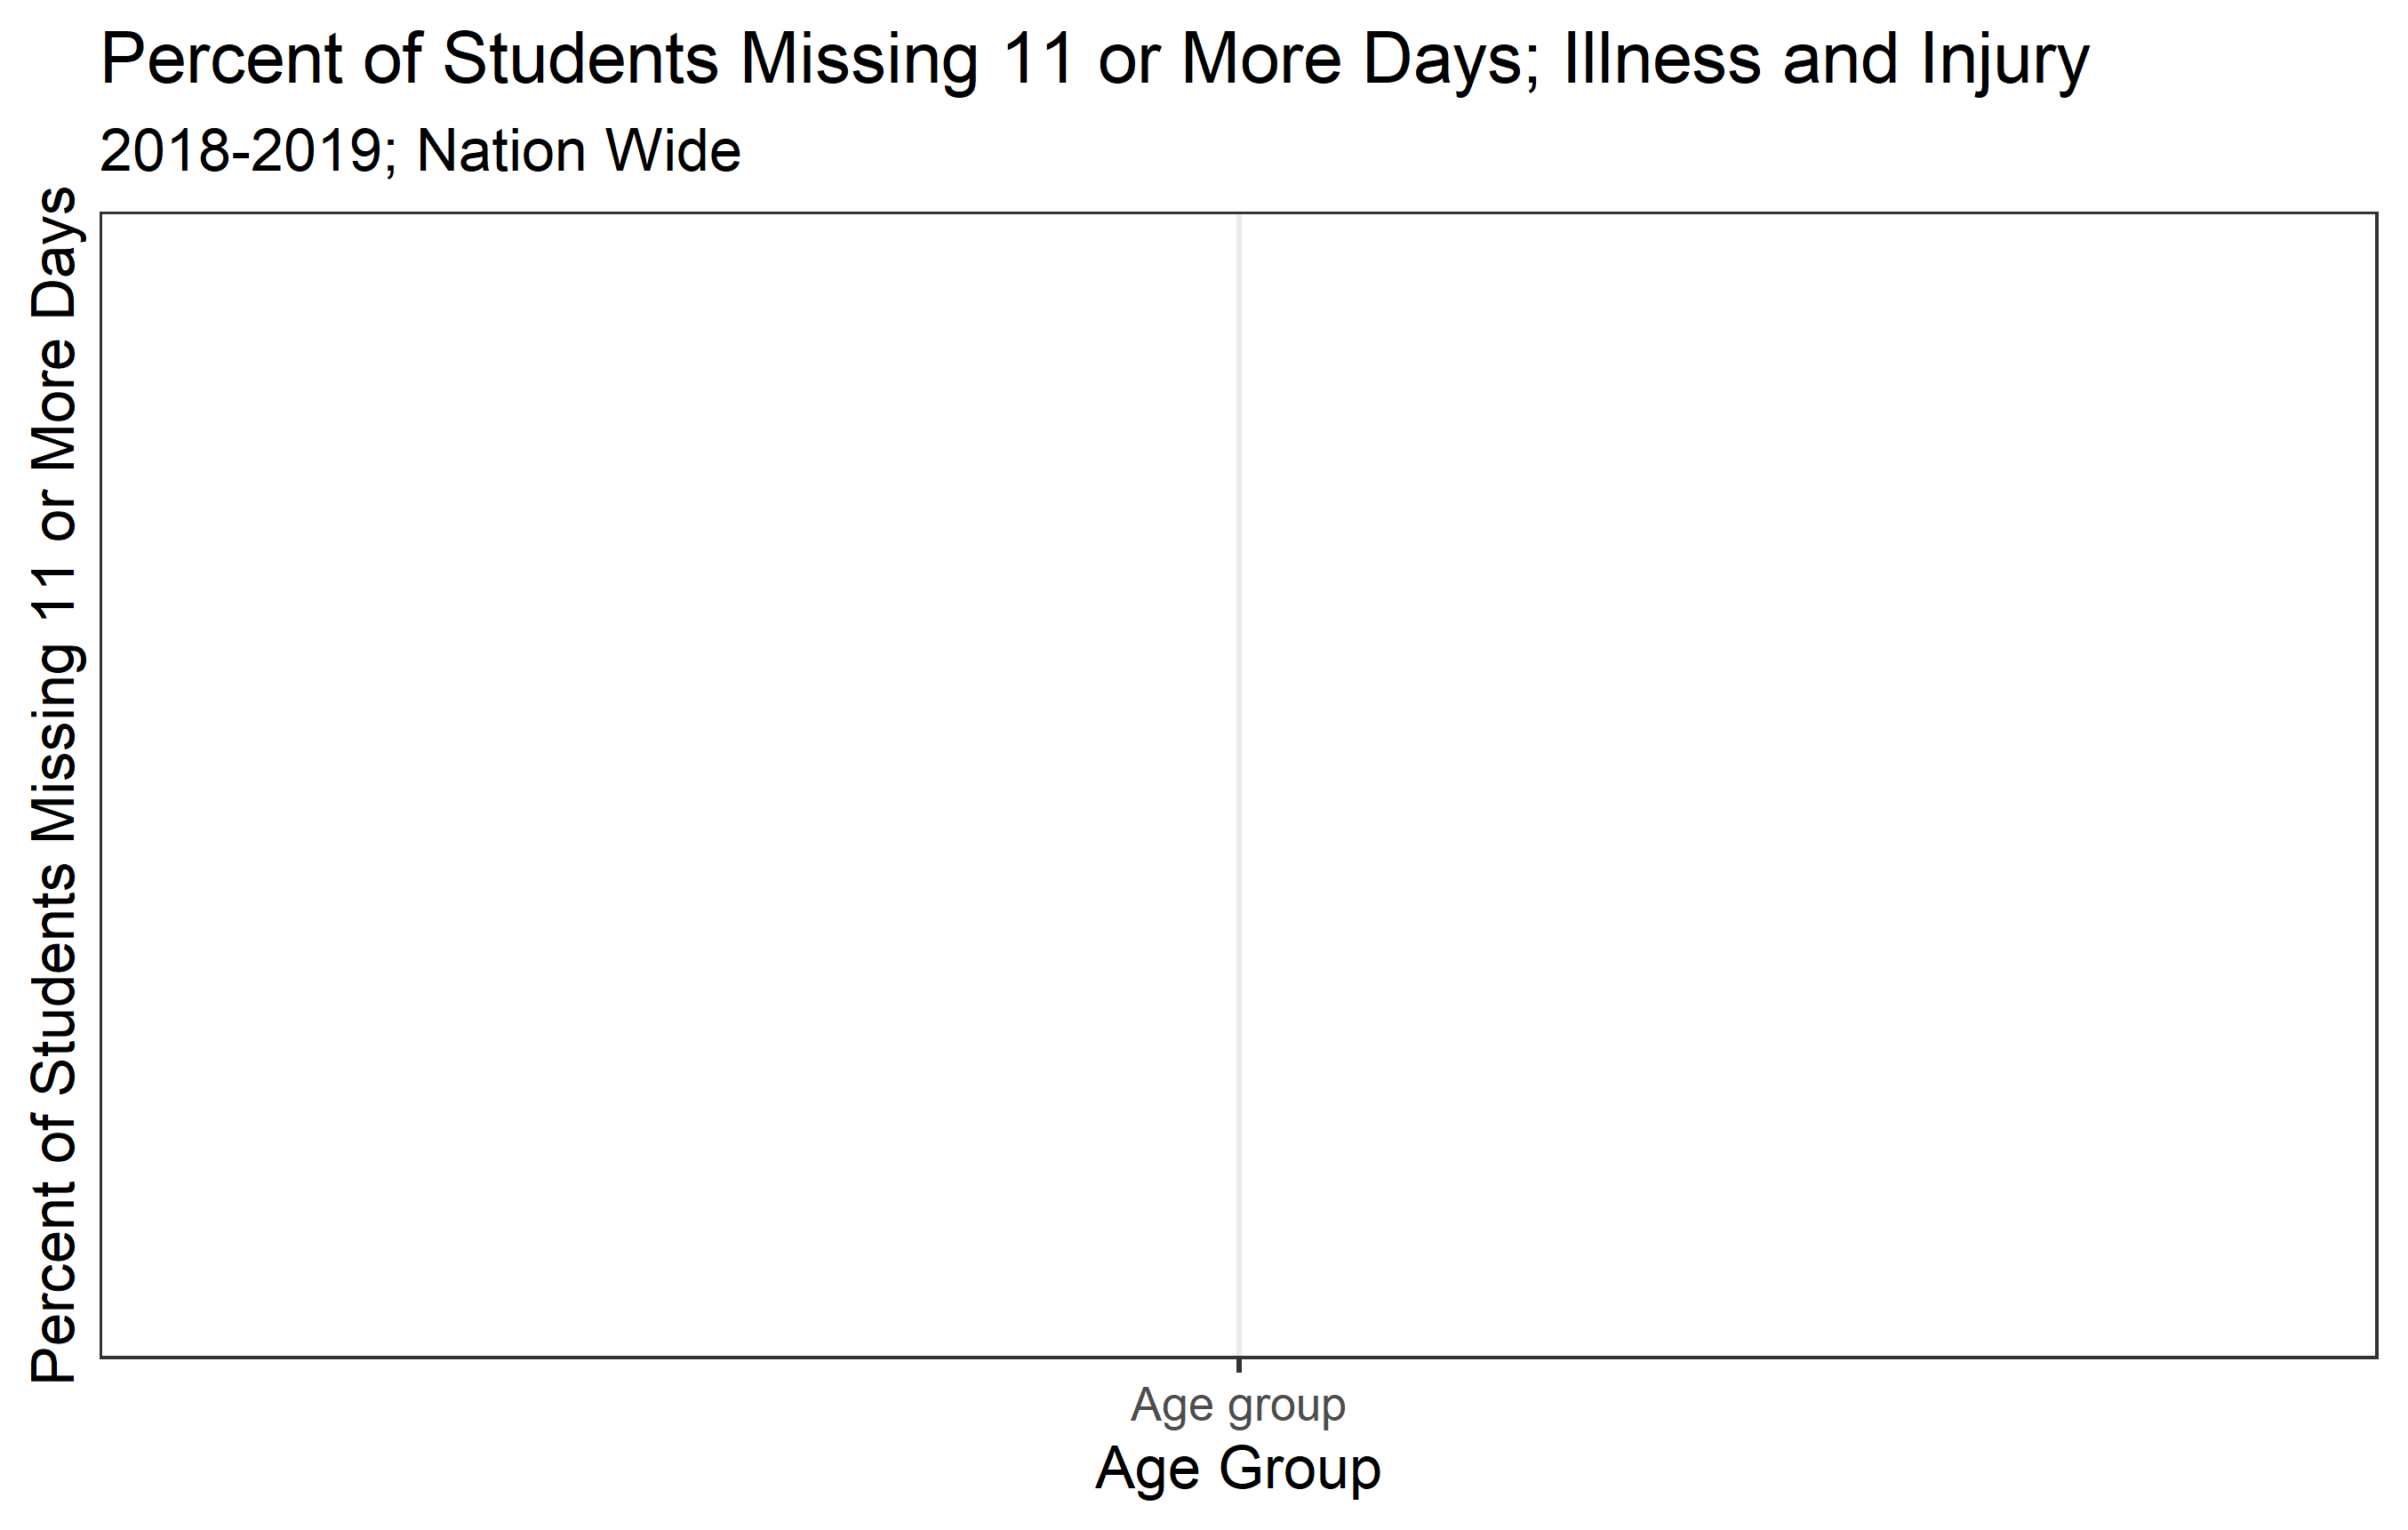 Percent of Students Missing 11 or More Days; Illness and Injury
2018-2019; Nation Wide
Percent of Students Missing 11 or More Days
Age group
Age Group